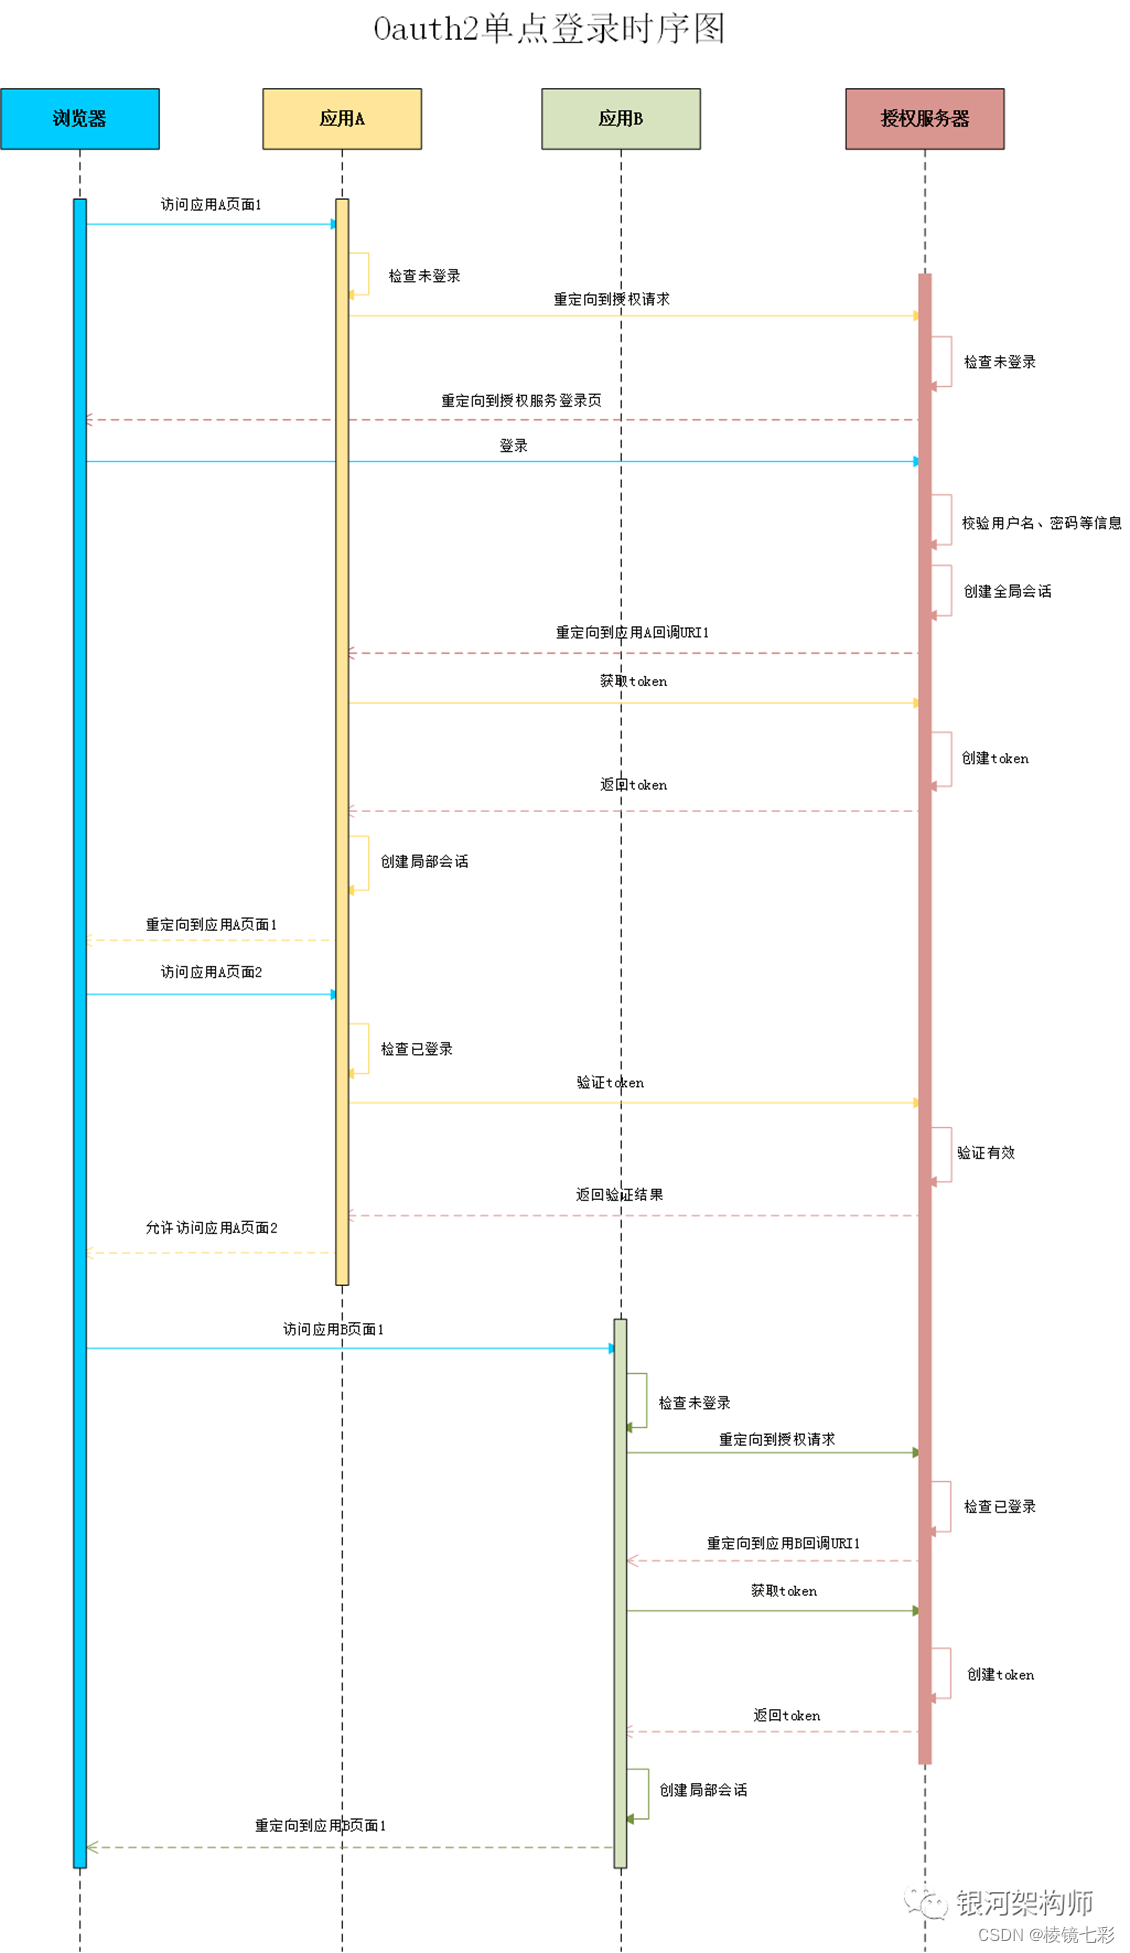 Oauth2单点登录时序图
浏览器
应用A
应用B
授权服务器
访问应用A页面1
检查未登录
重定向到授权请求
检查未登录
重定向到授权服务登录页
登录
校验用户名、密码等信息
创建全局会话
重定向到应用A回调URI1
获取token
创建token
返回token
创建局部会话
重定向到应用A页面1
访问应用A页面2
检查已登录
验证token
验证有效
返回验证结果
允许访问应用A页面2
访问应用B页面1
检查未登录
重定向到授权请求
检查已登录
重定向到应用B回调URI1
获取token
创建token
返回token
创建局部会话
重定向到应用B页面1
银河架构师
CSDN @棱镜七彩